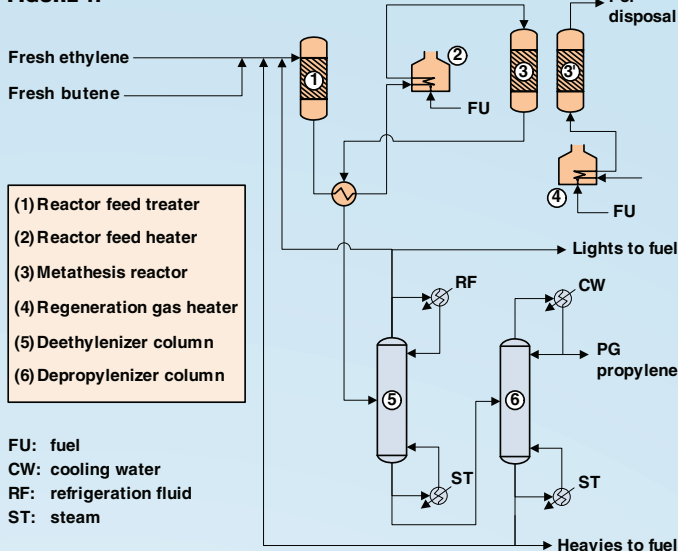 Fresh ethylene
Fresh butene
1
2
FU
3
3'
disposal
4
FU
(1) Reactor feed treater
(2) Reactor feed heater
(3) Metathesis reactor
(4) Regeneration gas heater
(5) Deethylenizer column
(6) Depropylenizer column
Lights to fuel
RF
CW
PG
propylene
5
6
ST
ST
FU: fuel
CW: cooling water
RF: refrigeration fluid
ST: steam
Heavies to fuel